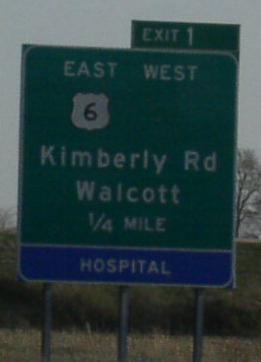 EXIT 1
EAST WEST
6
Kimberly Rd
Walcott
1/4 MILE
HOSPITAL